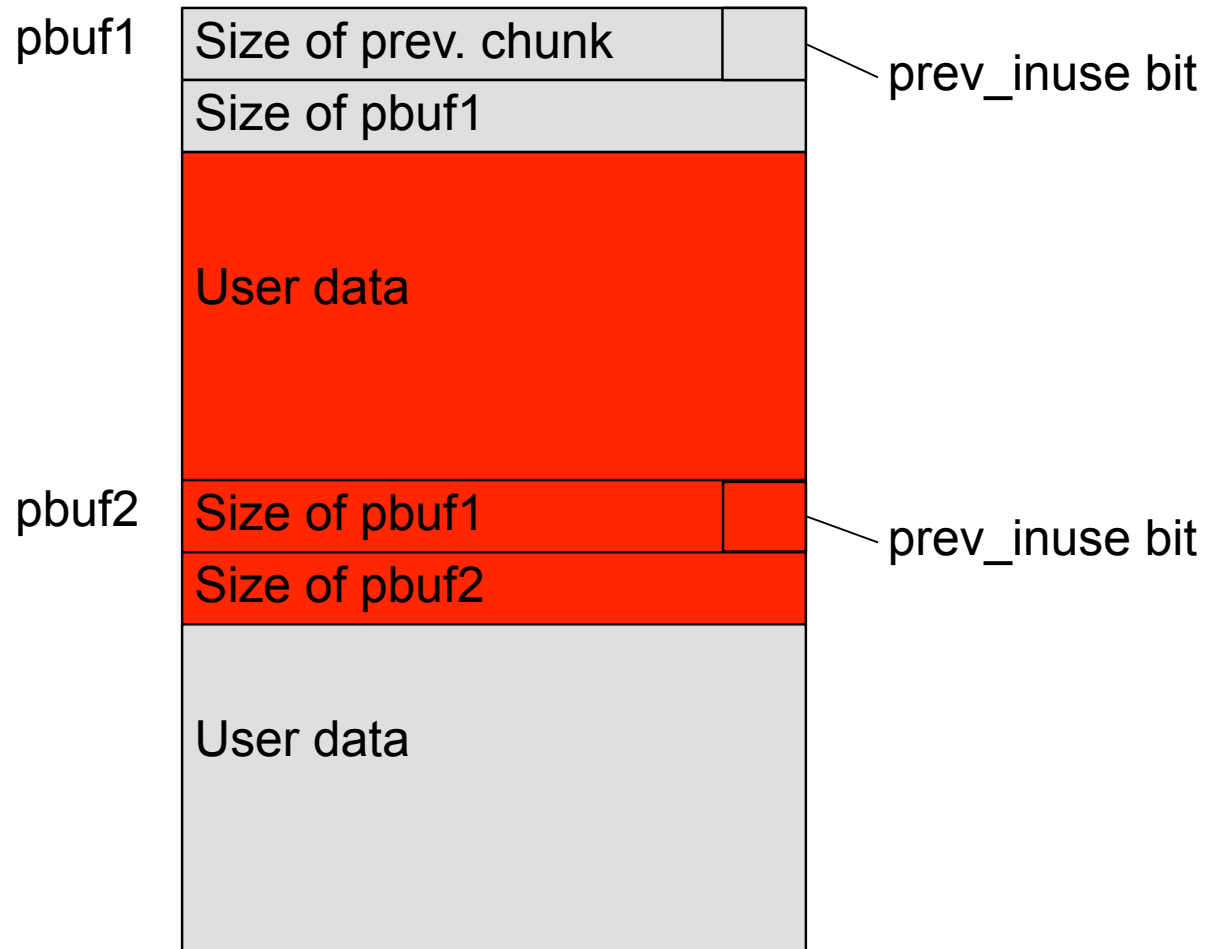 pbuf1
Size of prev. chunk
prev_inuse bit
Size of pbuf1
User data
pbuf2
Size of pbuf1
prev_inuse bit
Size of pbuf2
User data